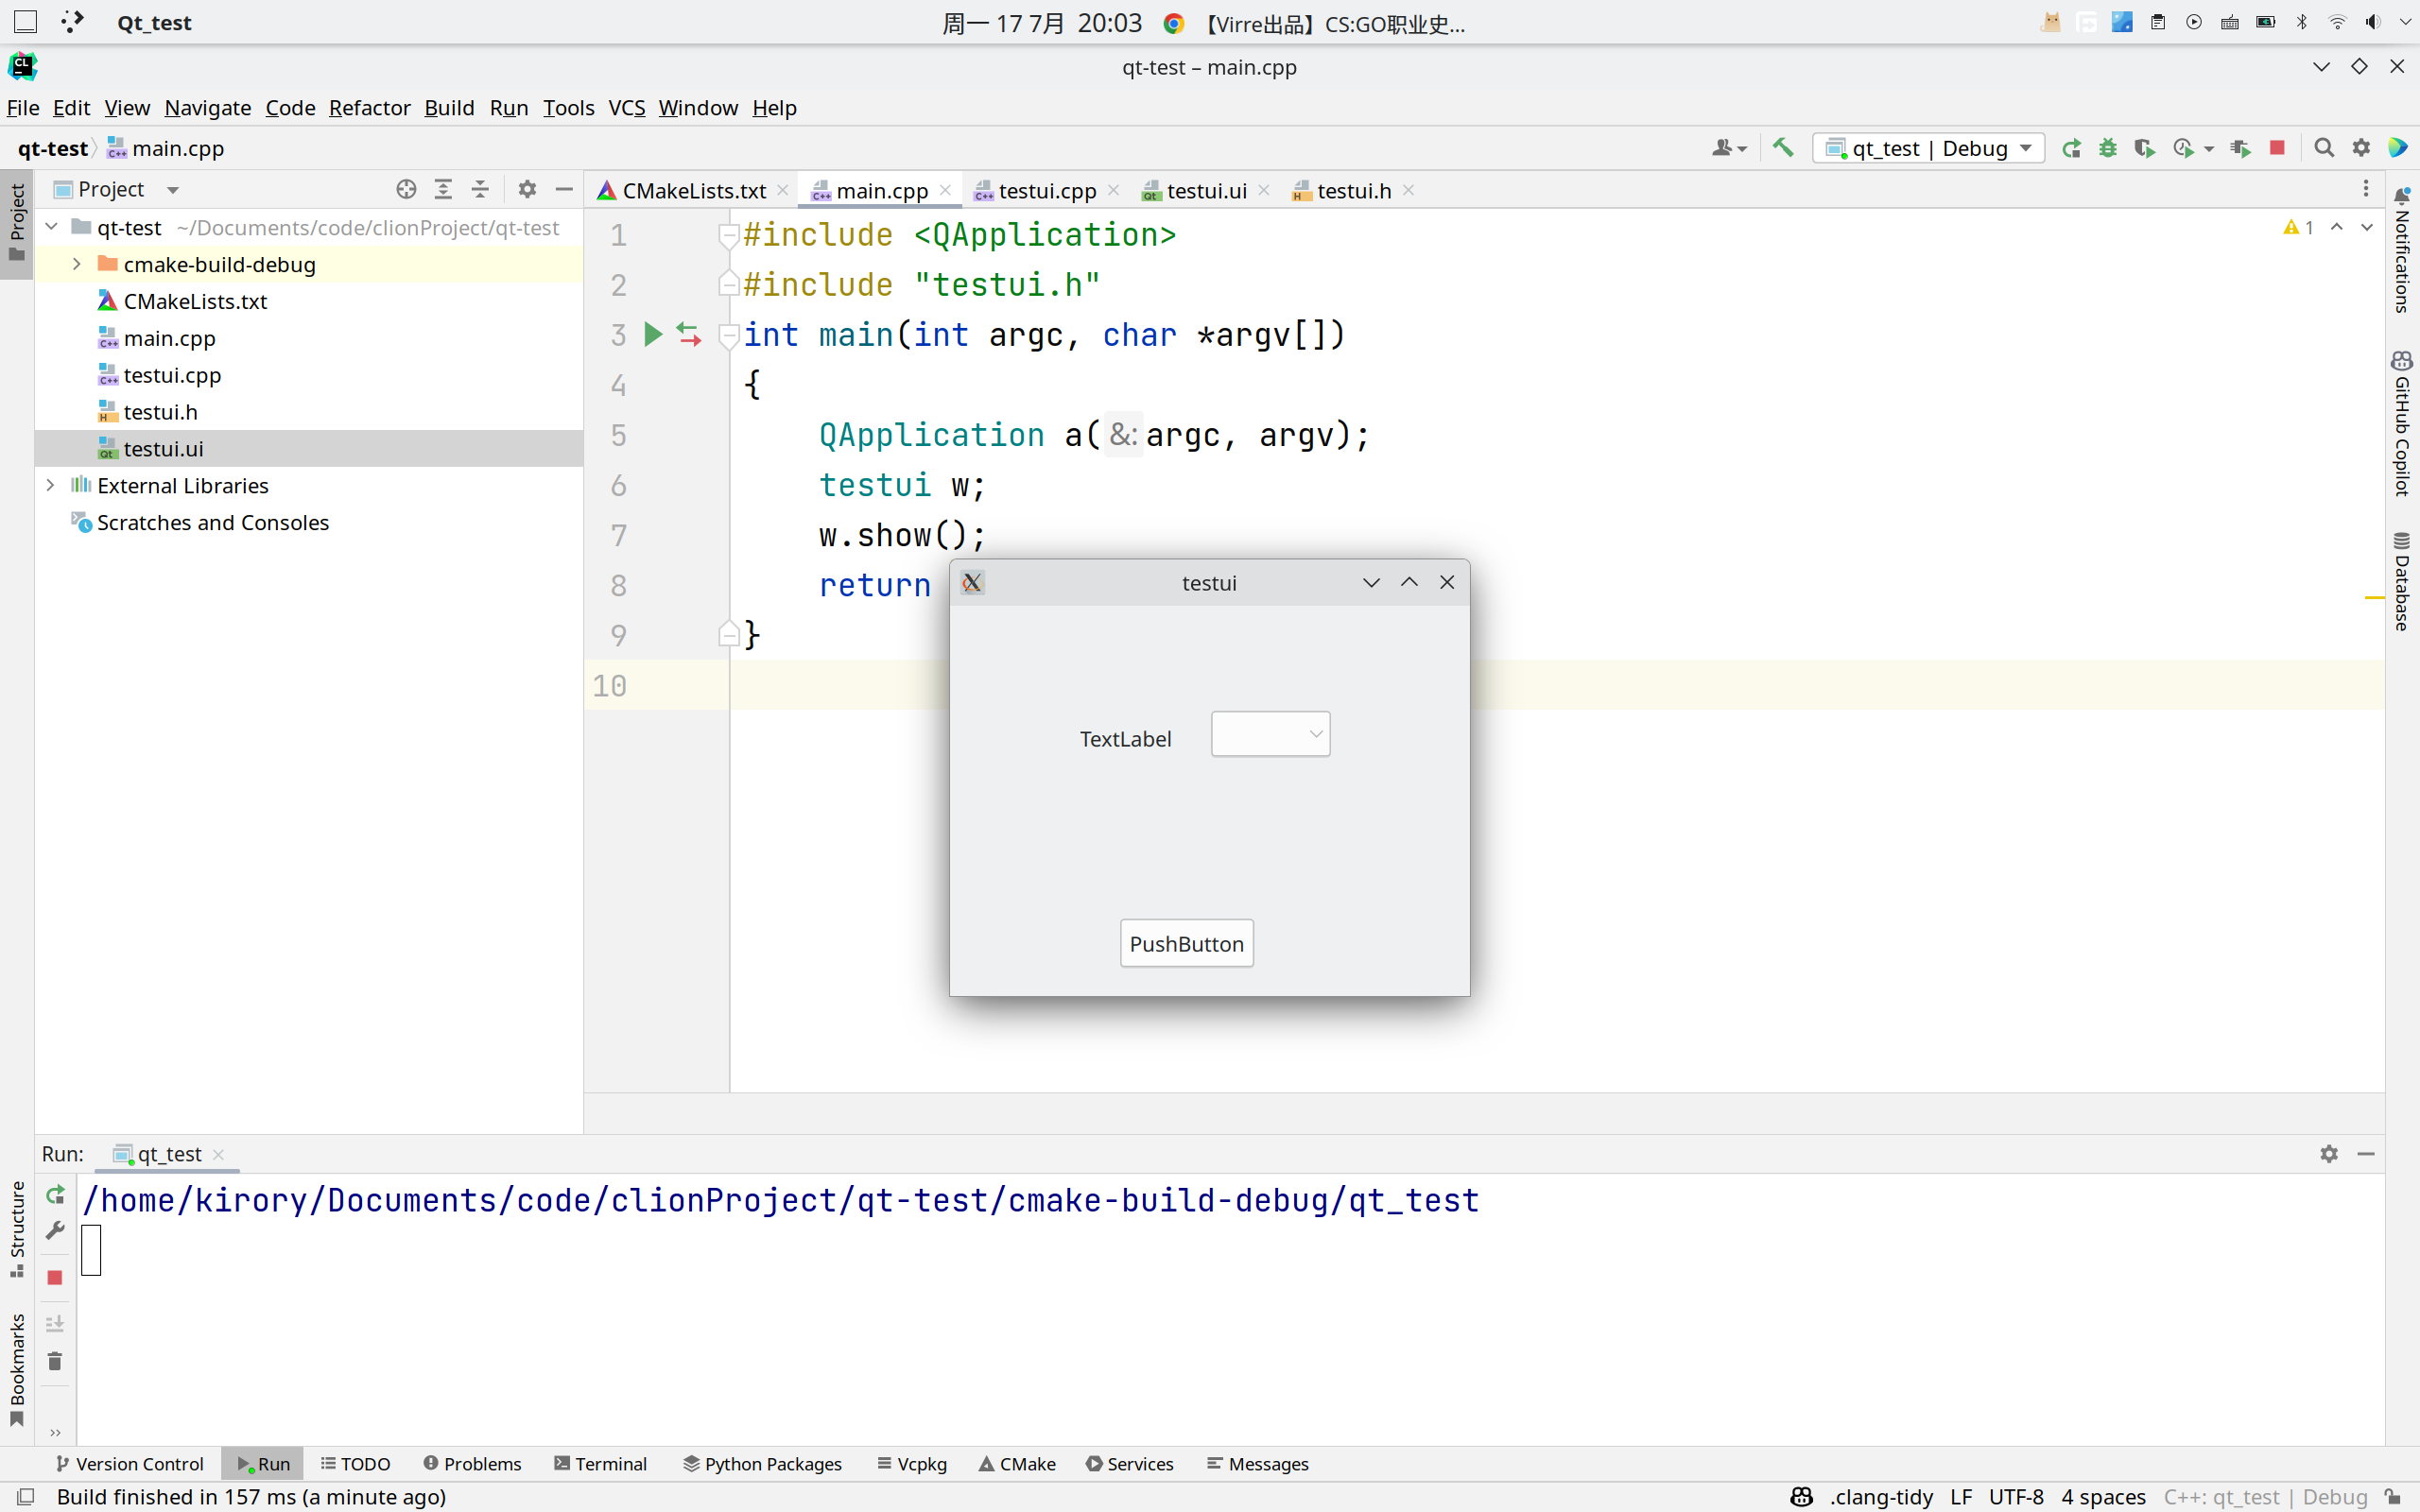 Qt_test
周一 17 7月 20:03
【Virre出品】CS:GO职业史...
CL
qt-test – main.cpp
File Edit View Navigate Code Refactor Build Run Tools VCS Window Help
qt-test main.cpp
qt_test | Debug
Project
Project
CMakeLists.txt main.cpp testui.cpp testui.ui testui.h
qt-test ~/Documents/code/clionProject/qt-test
cmake-build-debug
CMakeLists.txt
main.cpp
testui.cpp
testui.h
testui.ui
External Libraries
Scratches and Consoles
1 #include <QApplication>
2 #include "testui.h"
3 int main(int argc, char *argv[])
4 {
5 QApplication a(&: argc, argv);
6 testui w;
7 w.show();
8 return
9 }
10
1
Notifications
GitHub Copilot
Database
testui
TextLabel
PushButton
Run: qt_test
/home/kirory/Documents/code/clionProject/qt-test/cmake-build-debug/qt_test
Structure
Bookmarks
Version Control Run TODO Problems Terminal Python Packages Vcpkg CMake Services Messages
Build finished in 157 ms (a minute ago)
.clang-tidy LF UTF-8 4 spaces C++: qt_test | Debug